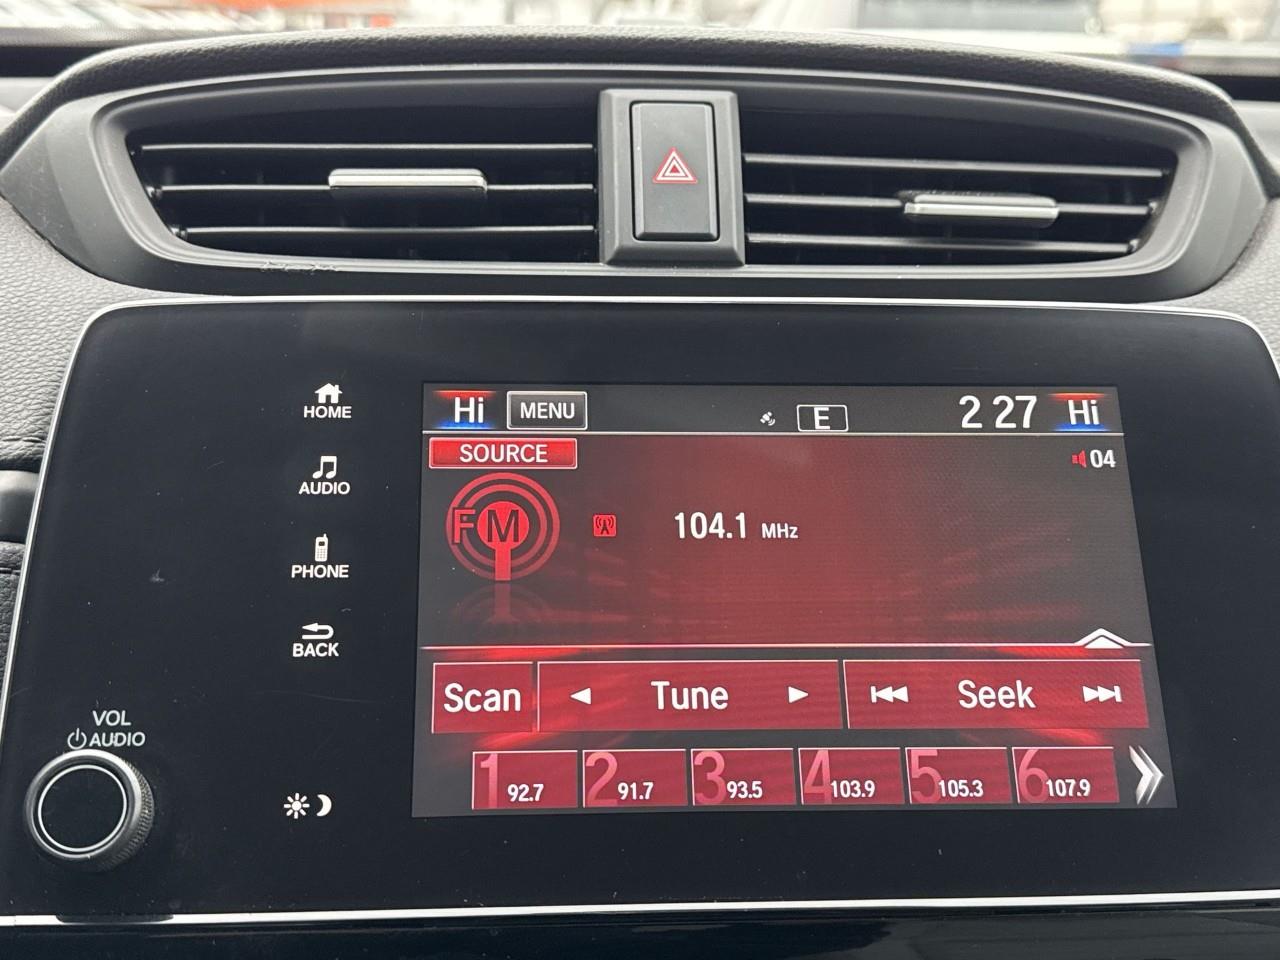 Hi MENU E 2 27 Hi
HOME
SOURCE
04
AUDIO
FM
104.1 MHz
PHONE
BACK
Scan Tune Seek
VOL
AUDIO
1 92.7 2 91.7 3 93.5 4 103.9 5 105.3 6 107.9